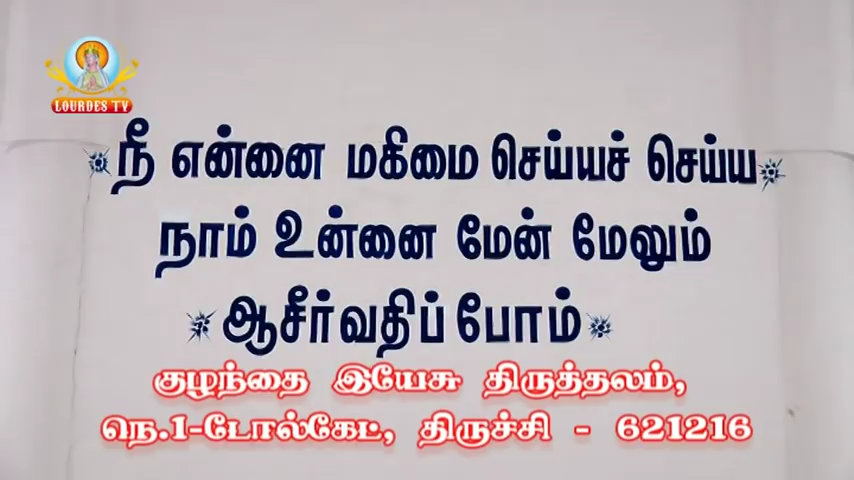 LOURDES TV
நீ என்னை மகிமை செய்யச் செய்ய
நாம் உன்னை மேன் மேலும்
ஆசீர்வதிப் போம்
குழந்தை இயேசு திருத்தலம்,
நெ.1-டோல்கேட், திருச்சி - 621216